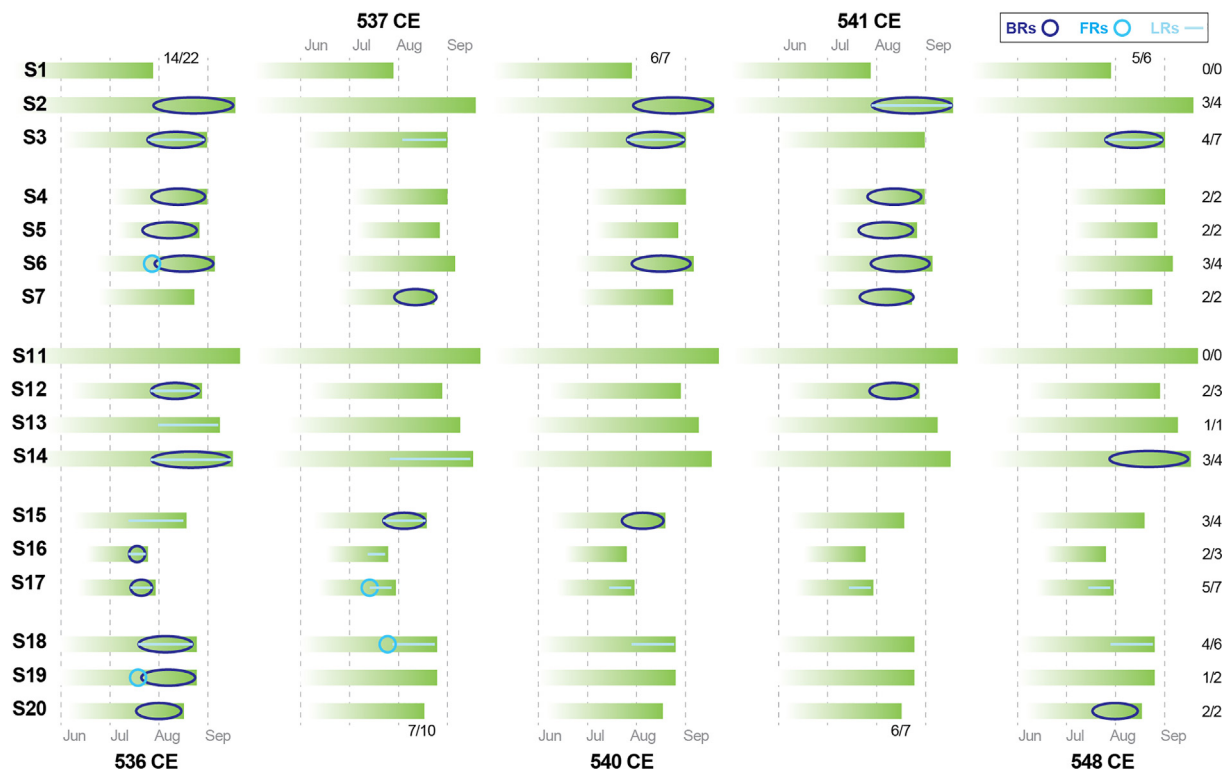 537 CE 541 CE
BRs FRs LRs
Jun Jul Aug Sep Jun Jul Aug Sep
14/22 6/7 5/6
S1 0/0
S2 3/4
S3 4/7
S4 2/2
S5 2/2
S6 3/4
S7 2/2
S11 0/0
S12 2/3
S13 1/1
S14 3/4
S15 3/4
S16 2/3
S17 5/7
S18 4/6
S19 1/2
S20 2/2
7/10 6/7
Jun Jul Aug Sep Jun Jul Aug Sep Jun Jul Aug Sep
536 CE 540 CE 548 CE